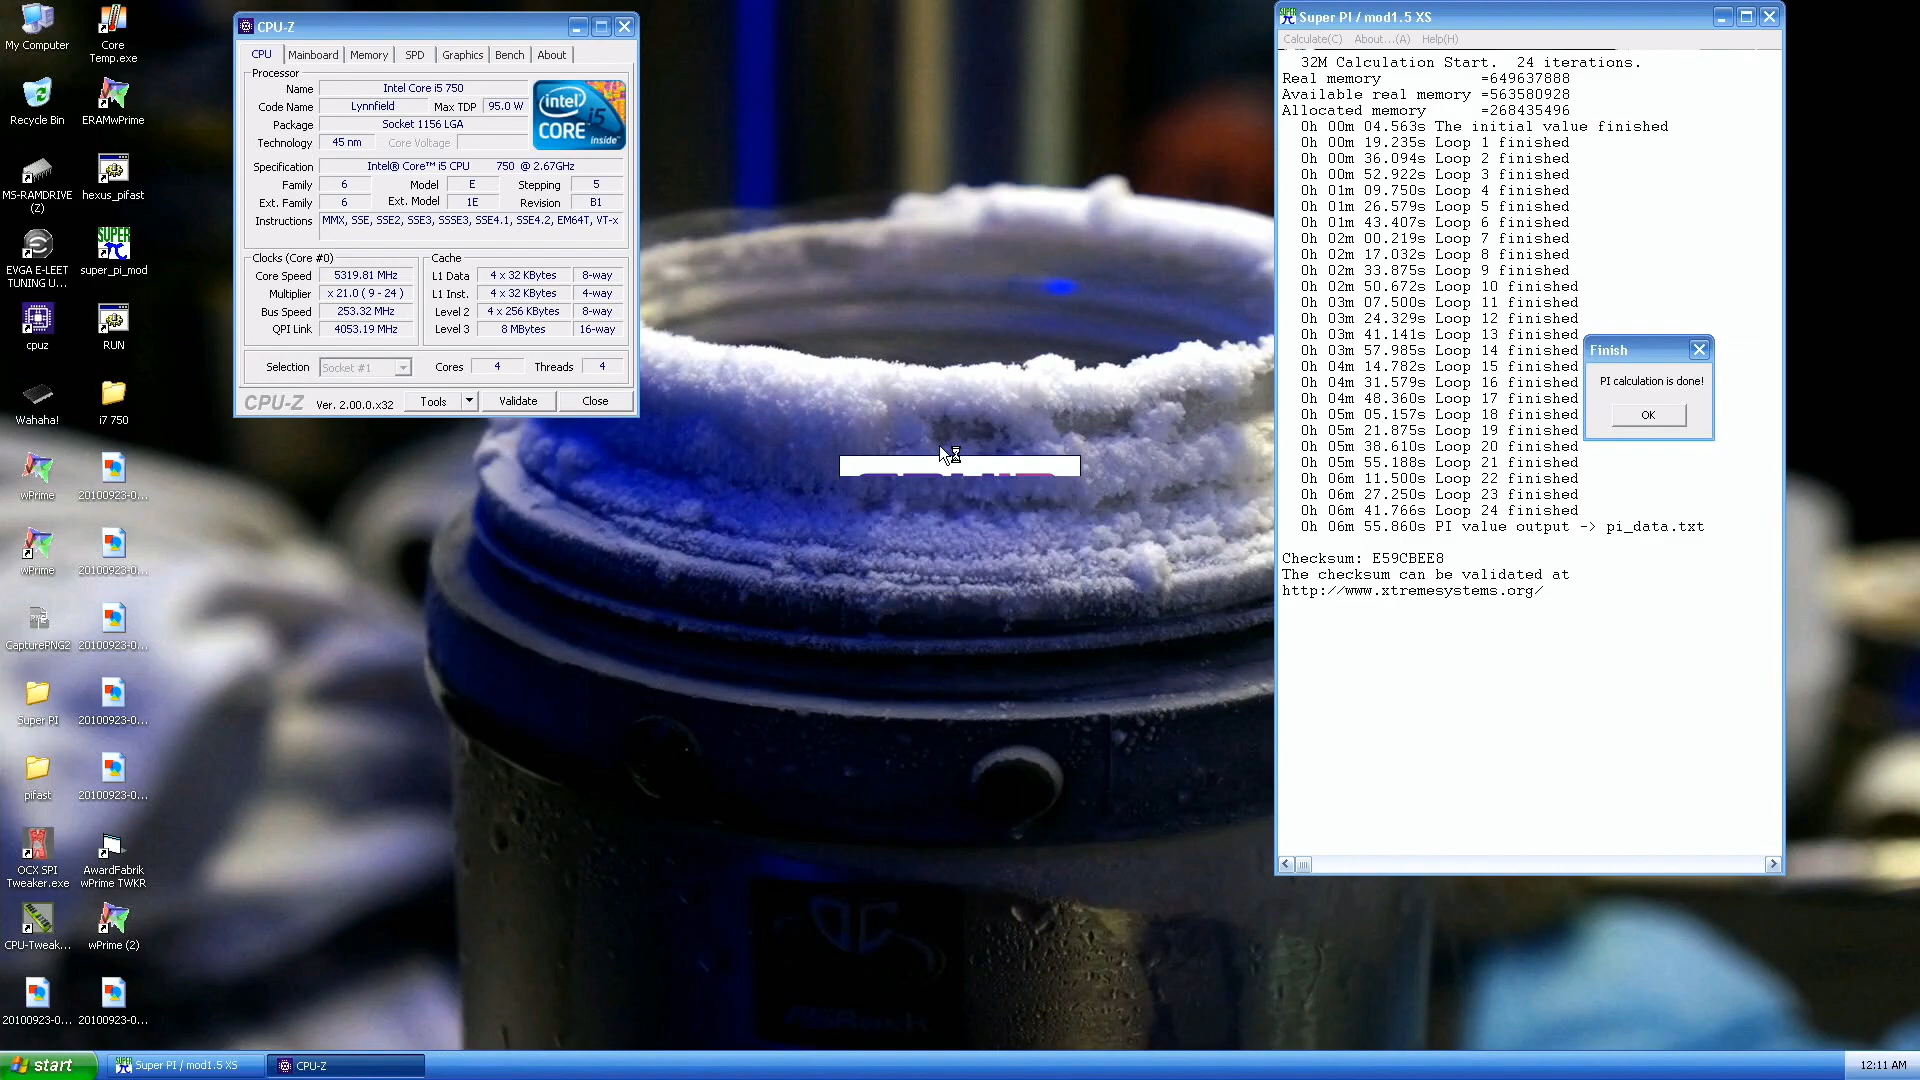 My Computer
Core Temp.exe
Recycle Bin
ERAMwPrime
MS-RAMDRIVE (Z)
hexus_pifast
EVGA E-LEET TUNING U...
super_pi_mod
cpuz
RUN
Wahaha!
i7 750
wPrime
20100923-0...
wPrime
20100923-0...
CapturePNG2
20100923-0...
Super PI
20100923-0...
pifast
20100923-0...
OCX SPI Tweaker.exe
AwardFabrik wPrime TWKR
CPU-Tweak...
wPrime (2)
20100923-0...
20100923-0...
CPU-Z
CPU Mainboard Memory SPD Graphics Bench About
Processor
Name Intel Core i5 750
Code Name Lynnfield Max TDP 95.0 W
Package Socket 1156 LGA
Technology 45 nm Core Voltage
intel CORE i5 inside™
Specification Intel® Core™ i5 CPU 750 @ 2.67GHz
Family 6 Model E Stepping 5
Ext. Family 6 Ext. Model 1E Revision B1
Instructions MMX, SSE, SSE2, SSE3, SSSE3, SSE4.1, SSE4.2, EM64T, VT-x
Clocks (Core #0)
Core Speed 5319.81 MHz
Multiplier x 21.0 ( 9 - 24 )
Bus Speed 253.32 MHz
QPI Link 4053.19 MHz
Cache
L1 Data 4 x 32 KBytes 8-way
L1 Inst. 4 x 32 KBytes 4-way
Level 2 4 x 256 KBytes 8-way
Level 3 8 MBytes 16-way
Selection Socket #1 Cores 4 Threads 4
CPU-Z Ver. 2.00.0.x32 Tools Validate Close
Super PI / mod1.5 XS
Calculate(C) About...(A) Help(H)
32M Calculation Start. 24 iterations.
Real memory =649637888
Available real memory =563580928
Allocated memory =268435496
0h 00m 04.563s The initial value finished
0h 00m 19.235s Loop 1 finished
0h 00m 36.094s Loop 2 finished
0h 00m 52.922s Loop 3 finished
0h 01m 09.750s Loop 4 finished
0h 01m 26.579s Loop 5 finished
0h 01m 43.407s Loop 6 finished
0h 02m 00.219s Loop 7 finished
0h 02m 17.032s Loop 8 finished
0h 02m 33.875s Loop 9 finished
0h 02m 50.672s Loop 10 finished
0h 03m 07.500s Loop 11 finished
0h 03m 24.329s Loop 12 finished
0h 03m 41.141s Loop 13 finished
0h 03m 57.985s Loop 14 finished
0h 04m 14.782s Loop 15 finished
0h 04m 31.579s Loop 16 finished
0h 04m 48.360s Loop 17 finished
0h 05m 05.157s Loop 18 finished
0h 05m 21.875s Loop 19 finished
0h 05m 38.610s Loop 20 finished
0h 05m 55.188s Loop 21 finished
0h 06m 11.500s Loop 22 finished
0h 06m 27.250s Loop 23 finished
0h 06m 41.766s Loop 24 finished
0h 06m 55.860s PI value output -> pi_data.txt
Checksum: E59CBEE8
The checksum can be validated at
http://www.xtremesystems.org/
Finish
PI calculation is done!
OK
start
Super PI / mod1.5 XS
CPU-Z
12:11 AM